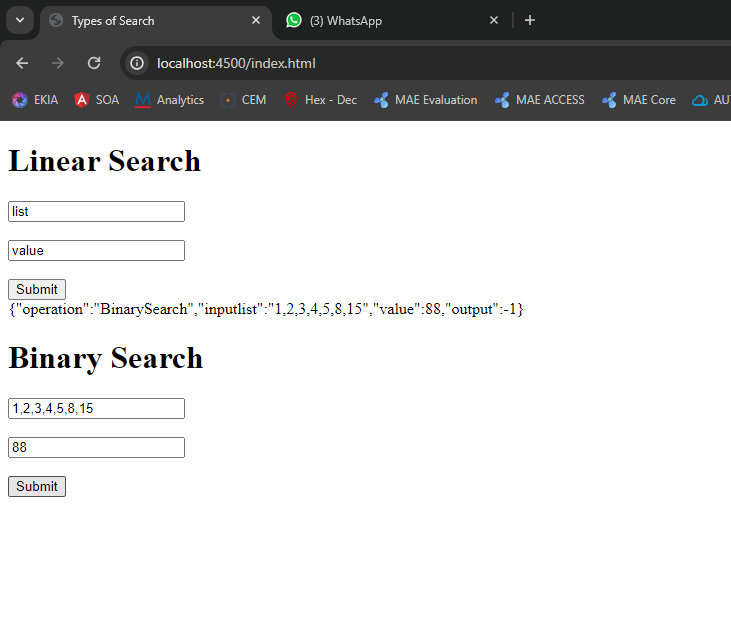 Types of Search
(3) WhatsApp
localhost:4500/index.html
EKIA SOA Analytics CEM Hex - Dec MAE Evaluation MAE ACCESS MAE Core AU
Linear Search
list
value
Submit
{"operation":"BinarySearch","inputlist":"1,2,3,4,5,8,15","value":88,"output":-1}
Binary Search
1,2,3,4,5,8,15
88
Submit